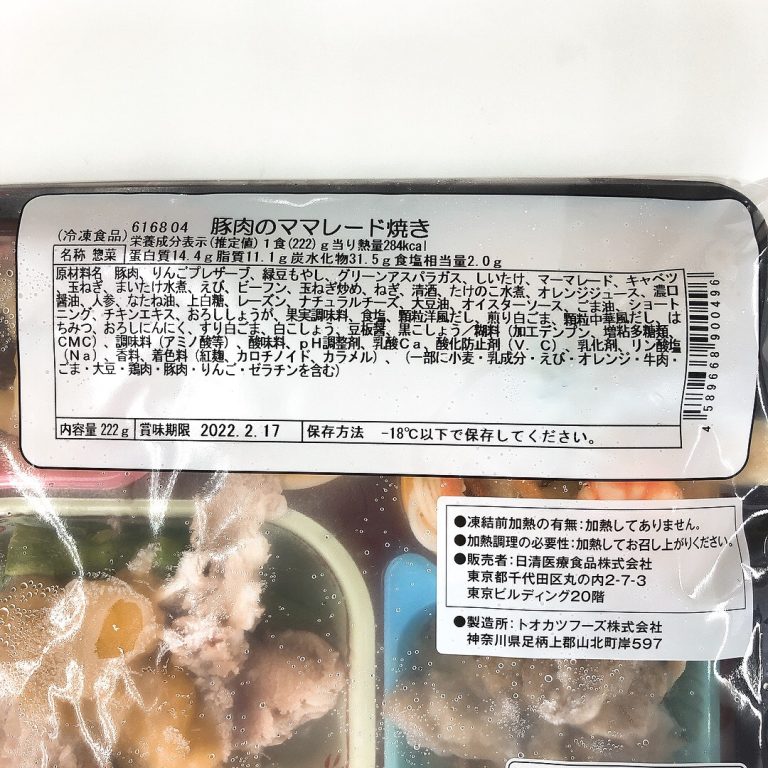 (冷凍食品) 616804 豚肉のママレード焼き
栄養成分表示(推定値)1食(222)g当り熱量284kcal
名称 惣菜 蛋白質14.4g脂質11.1g炭水化物31.5g食塩相当量2.0g
原材料名 豚肉、りんごプレザーブ、緑豆もやし、グリーンアスパラガス、しいたけ、マーマレード、キャベツ
、玉ねぎ、まいたけ水煮、えび、ビーフン、玉ねぎ炒め、ねぎ、清酒、たけのこ水煮、オレンジジュース、濃口
醤油、人参、なたね油、上白糖、レーズン、ナチュラルチーズ、大豆油、オイスターソース、ごま油、ショート
ニング、チキンエキス、おろししょうが、果実調味料、食塩、顆粒洋風だし、煎り白ごま、顆粒中華風だし、は
ちみつ、おろしにんにく、すり白ごま、白こしょう、豆板醤、黒こしょう/糊料(加工デンプン、増粘多糖類、
CMC)、調味料(アミノ酸等)、酸味料、pH調整剤、乳酸Ca、酸化防止剤(V.C)、乳化剤、リン酸塩
(Na)、香料、着色料(紅麹、カロチノイド、カラメル)、(一部に小麦・乳成分・えび・オレンジ・牛肉・
ごま・大豆・鶏肉・豚肉・りんご・ゼラチンを含む)
内容量 222g 賞味期限 2022.2.17 保存方法 -18℃以下で保存してください。
4589668900496
●凍結前加熱の有無:加熱してありません。
●加熱調理の必要性:加熱してお召し上がりください。
●販売者:日清医療食品株式会社
東京都千代田区丸の内2-7-3
東京ビルディング20階
●製造所:トオカツフーズ株式会社
神奈川県足柄上郡山北町岸597